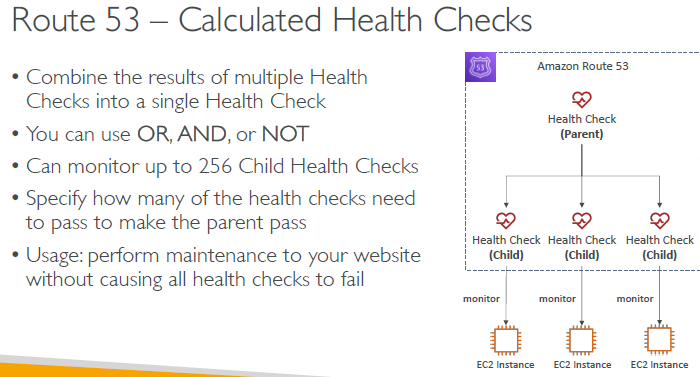 Route 53 – Calculated Health Checks
• Combine the results of multiple Health
Checks into a single Health Check
• You can use OR, AND, or NOT
• Can monitor up to 256 Child Health Checks
• Specify how many of the health checks need
to pass to make the parent pass
• Usage: perform maintenance to your website
without causing all health checks to fail
53
Amazon Route 53
Health Check
(Parent)
Health Check Health Check Health Check
(Child) (Child) (Child)
monitor monitor monitor
EC2 Instance EC2 Instance EC2 Instance